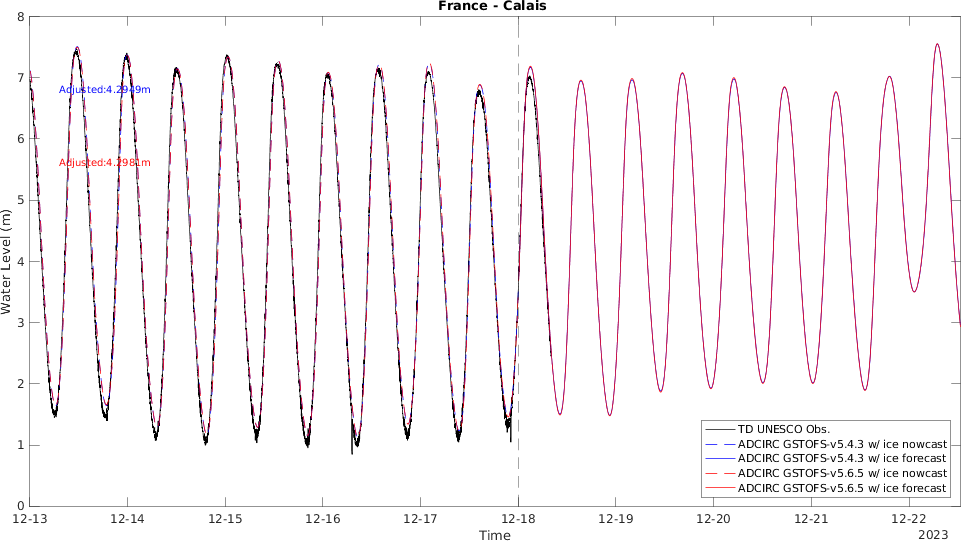 France - Calais
8
7
6
5
4
3
2
1
0
Water Level (m)
Adjusted:4.2949m
Adjusted:4.2981m
TD UNESCO Obs.
ADCIRC GSTOFS-v5.4.3 w/ ice nowcast
ADCIRC GSTOFS-v5.4.3 w/ ice forecast
ADCIRC GSTOFS-v5.6.5 w/ ice nowcast
ADCIRC GSTOFS-v5.6.5 w/ ice forecast
12-13 12-14 12-15 12-16 12-17 12-18 12-19 12-20 12-21 12-22
Time
2023